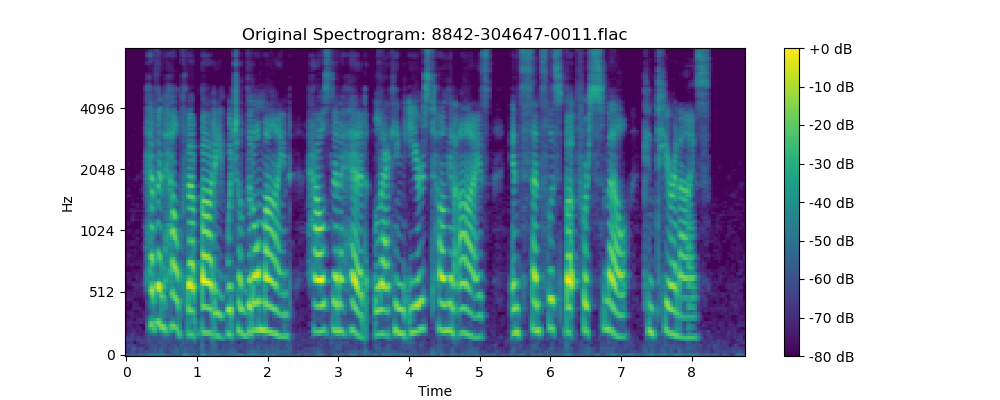 Original Spectrogram: 8842-304647-0011.flac
Hz
4096
2048
1024
512
0
0 1 2 3 4 5 6 7 8
Time
+0 dB
-10 dB
-20 dB
-30 dB
-40 dB
-50 dB
-60 dB
-70 dB
-80 dB